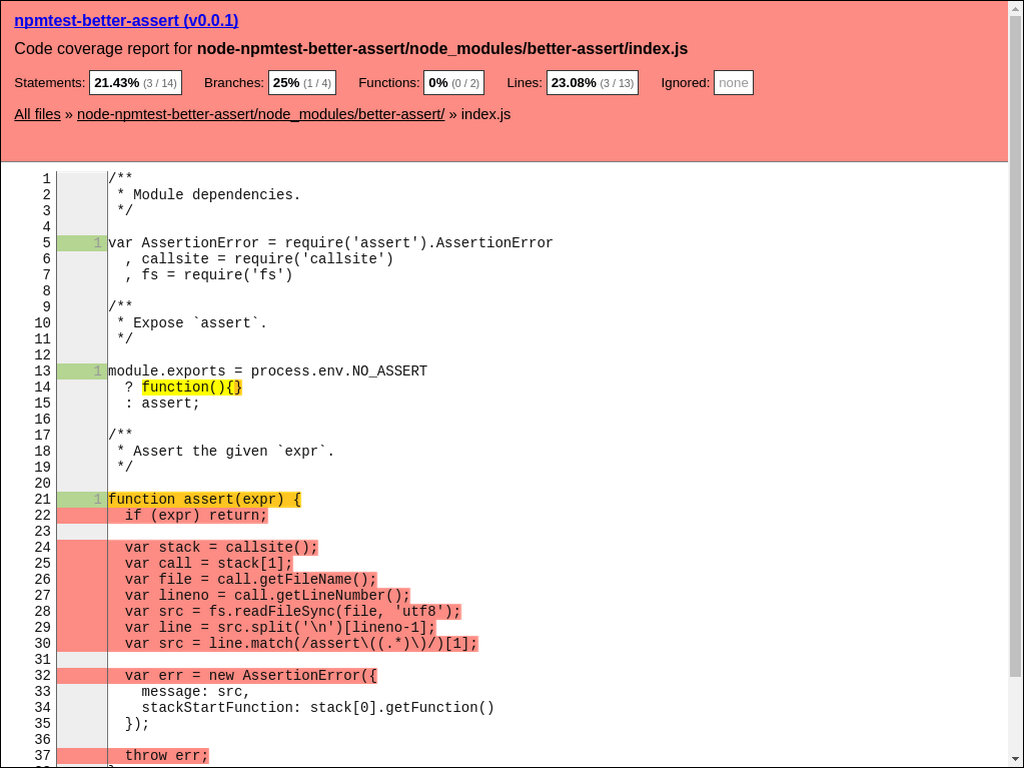 npmtest-better-assert (v0.0.1)
Code coverage report for node-npmtest-better-assert/node_modules/better-assert/index.js
Statements: 21.43% (3 / 14) Branches: 25% (1 / 4) Functions: 0% (0 / 2) Lines: 23.08% (3 / 13) Ignored: none
All files » node-npmtest-better-assert/node_modules/better-assert/ » index.js
1 /**
2  * Module dependencies.
3  */
4
5 1 var AssertionError = require('assert').AssertionError
6   , callsite = require('callsite')
7   , fs = require('fs')
8
9 /**
10  * Expose `assert`.
11  */
12
13 1 module.exports = process.env.NO_ASSERT
14   ? function(){}
15   : assert;
16
17 /**
18  * Assert the given `expr`.
19  */
20
21 1 function assert(expr) {
22   if (expr) return;
23
24   var stack = callsite();
25   var call = stack[1];
26   var file = call.getFileName();
27   var lineno = call.getLineNumber();
28   var src = fs.readFileSync(file, 'utf8');
29   var line = src.split('\n')[lineno-1];
30   var src = line.match(/assert\((.*)\)/)[1];
31
32   var err = new AssertionError({
33     message: src,
34     stackStartFunction: stack[0].getFunction()
35   });
36
37   throw err;